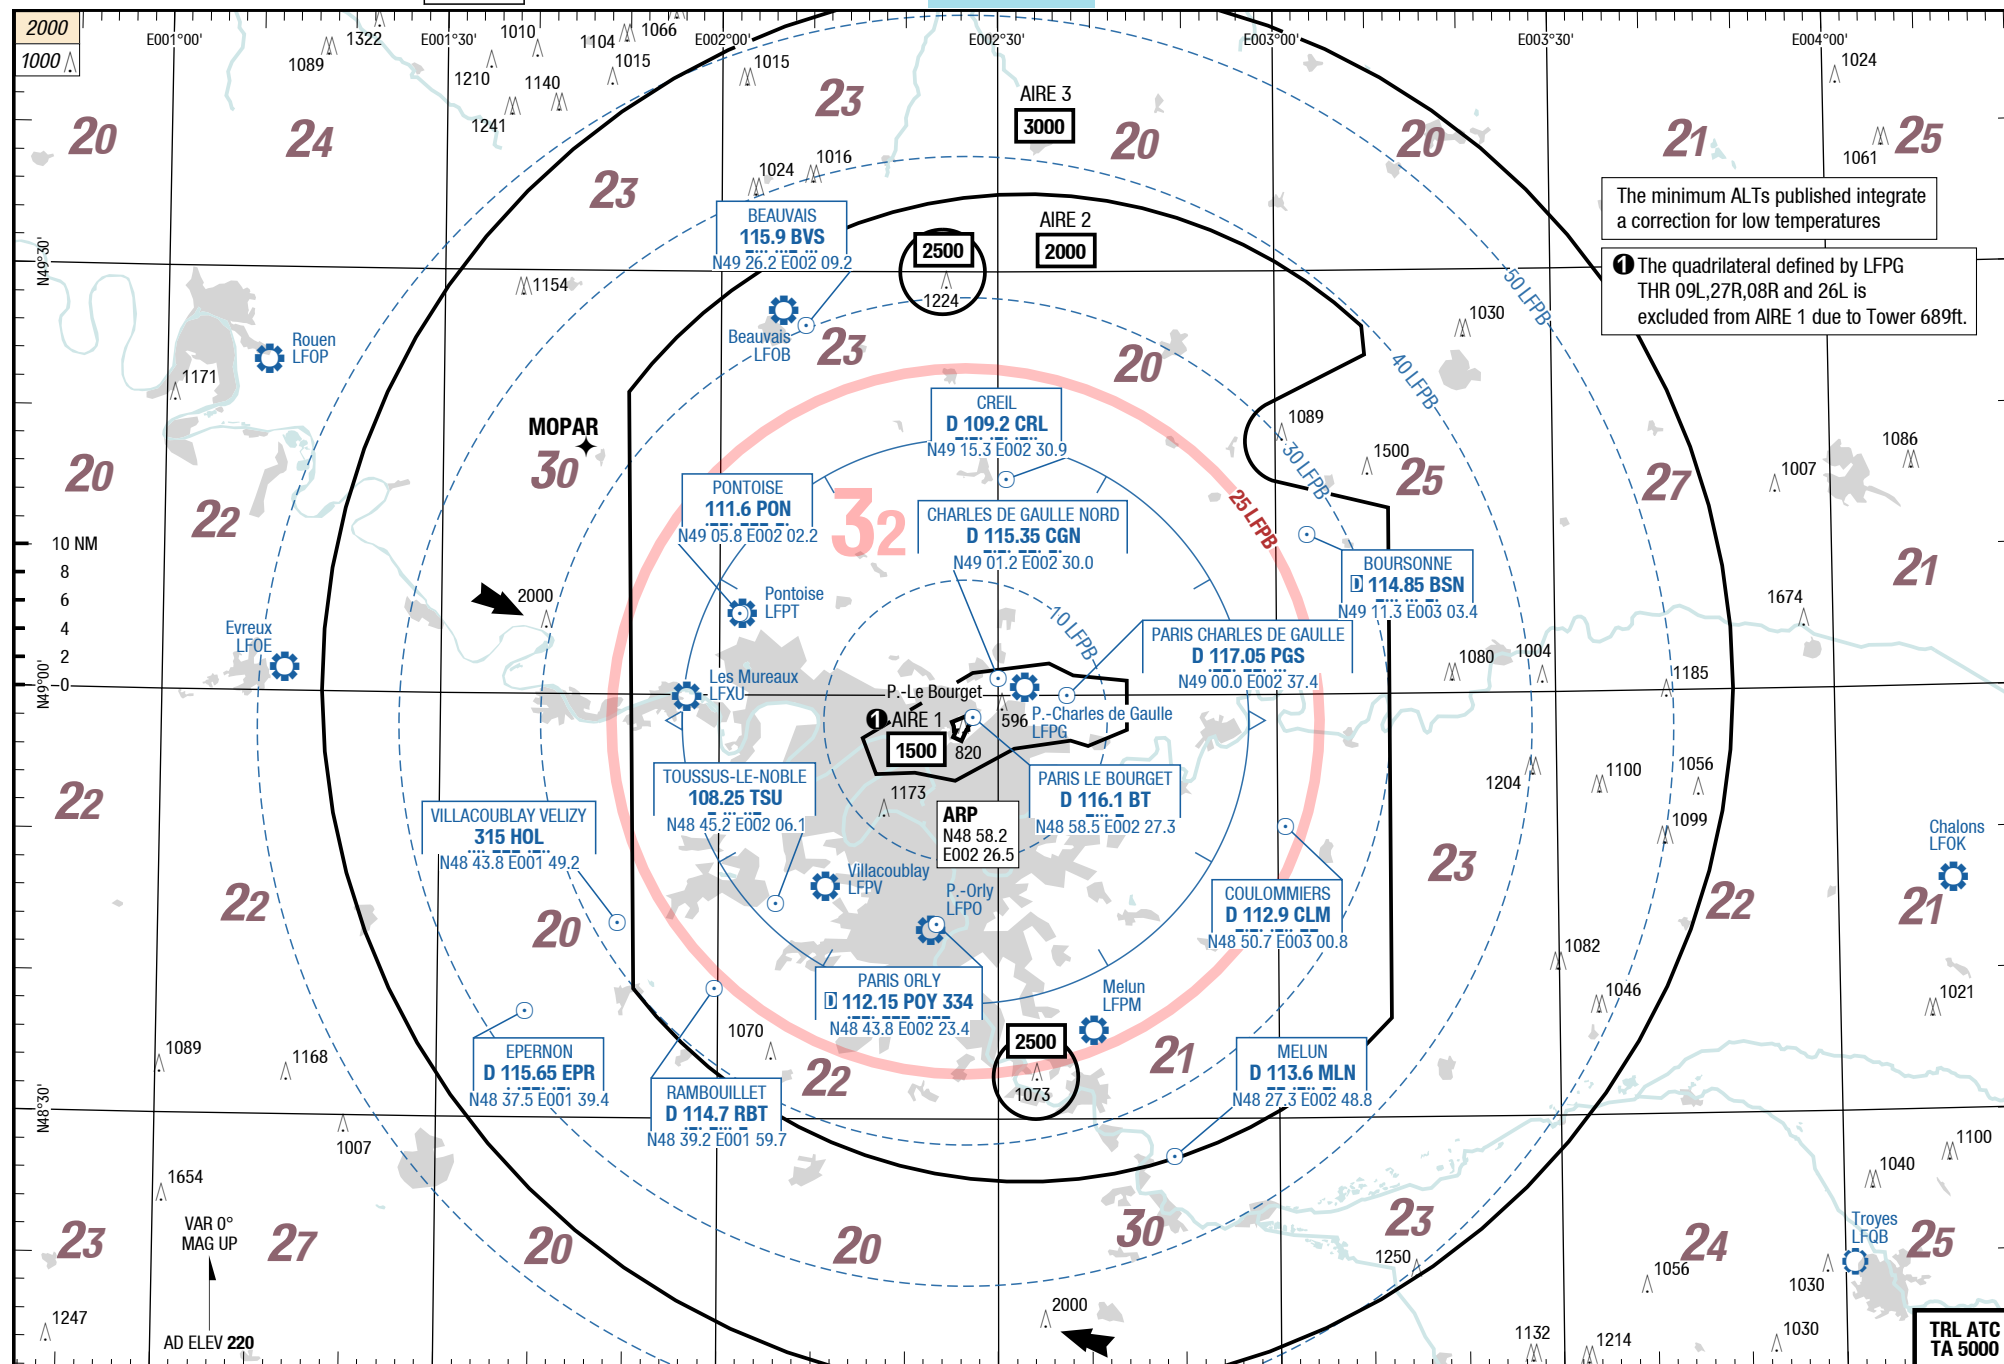 2000
1000
E001°00'
E001°30'
E002°00'
E002°30'
E003°00'
E003°30'
E004°00'
1322
1089
1010
1104
1066
1210
1140
1015
1015
1241
1024
1061
20
24
23
23
AIRE 3
3000
20
20
21
25
1024
1016
The minimum ALTs published integrate
a correction for low temperatures
❶ The quadrilateral defined by LFPG
THR 09L,27R,08R and 26L is
excluded from AIRE 1 due to Tower 689ft.
BEAUVAIS
115.9 BVS
N49 26.2 E002 09.2
AIRE 2
2000
2500
1224
N49°30'
1154
Rouen
LFOP
1171
Beauvais
LFOB
23
20
1030
50 LFPB
40 LFPB
30 LFPB
25 LFPB
10 LFPB
MOPAR
30
CREIL
D 109.2 CRL
N49 15.3 E002 30.9
1089
1500
25
27
1007
1086
20
22
PONTOISE
111.6 PON
N49 05.8 E002 02.2
32
CHARLES DE GAULLE NORD
D 115.35 CGN
N49 01.2 E002 30.0
BOURSONNE
D 114.85 BSN
N49 11.3 E003 03.4
21
10 NM
8
6
4
2
0
N49°00'
2000
Pontoise
LFPT
1674
Evreux
LFOE
PARIS CHARLES DE GAULLE
D 117.05 PGS
N49 00.0 E002 37.4
1080
1004
1185
Les Mureaux
LFXU
P.-Le Bourget
❶ AIRE 1
1500
596
820
P.-Charles de Gaulle
LFPG
22
TOUSSUS-LE-NOBLE
108.25 TSU
N48 45.2 E002 06.1
1173
PARIS LE BOURGET
D 116.1 BT
N48 58.5 E002 27.3
1204
1100
1056
1099
VILLACOUBLAY VELIZY
315 HOL
N48 43.8 E001 49.2
ARP
N48 58.2
E002 26.5
Chalons
LFOK
22
20
Villacoublay
LFPV
P.-Orly
LFPO
COULOMMIERS
D 112.9 CLM
N48 50.7 E003 00.8
23
22
21
1082
PARIS ORLY
D 112.15 POY 334
N48 43.8 E002 23.4
Melun
LFPM
1046
1021
1089
1168
EPERNON
D 115.65 EPR
N48 37.5 E001 39.4
1070
22
2500
1073
21
MELUN
D 113.6 MLN
N48 27.3 E002 48.8
RAMBOUILLET
D 114.7 RBT
N48 39.2 E001 59.7
N48°30'
1007
1654
1100
1040
23
VAR 0°
MAG UP
27
20
20
30
23
24
Troyes
LFQB
25
1250
1056
1030
1247
AD ELEV 220
2000
1132
1214
1030
TRL ATC
TA 5000